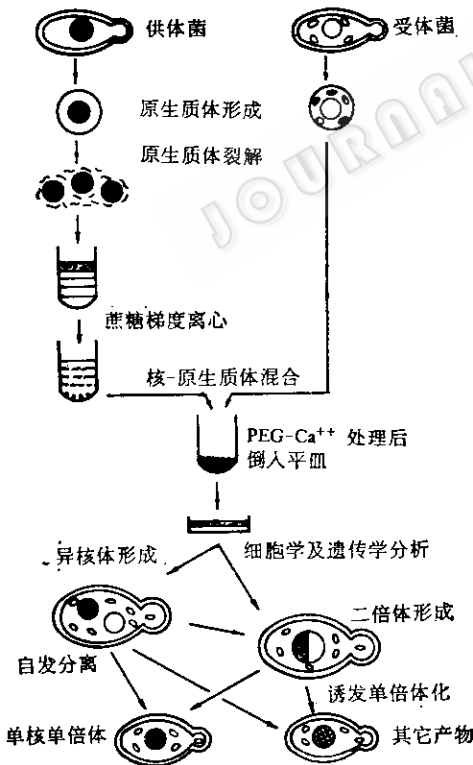 供体菌
受体菌
原生质体形成
原生质体裂解
JOURNAL
蔗糖梯度离心
核-原生质体混合
PEG-Ca⁺⁺ 处理后
倒入平皿
细胞学及遗传学分析
异核体形成
二倍体形成
自发分离
诱发单倍体化
单核单倍体
其它产物